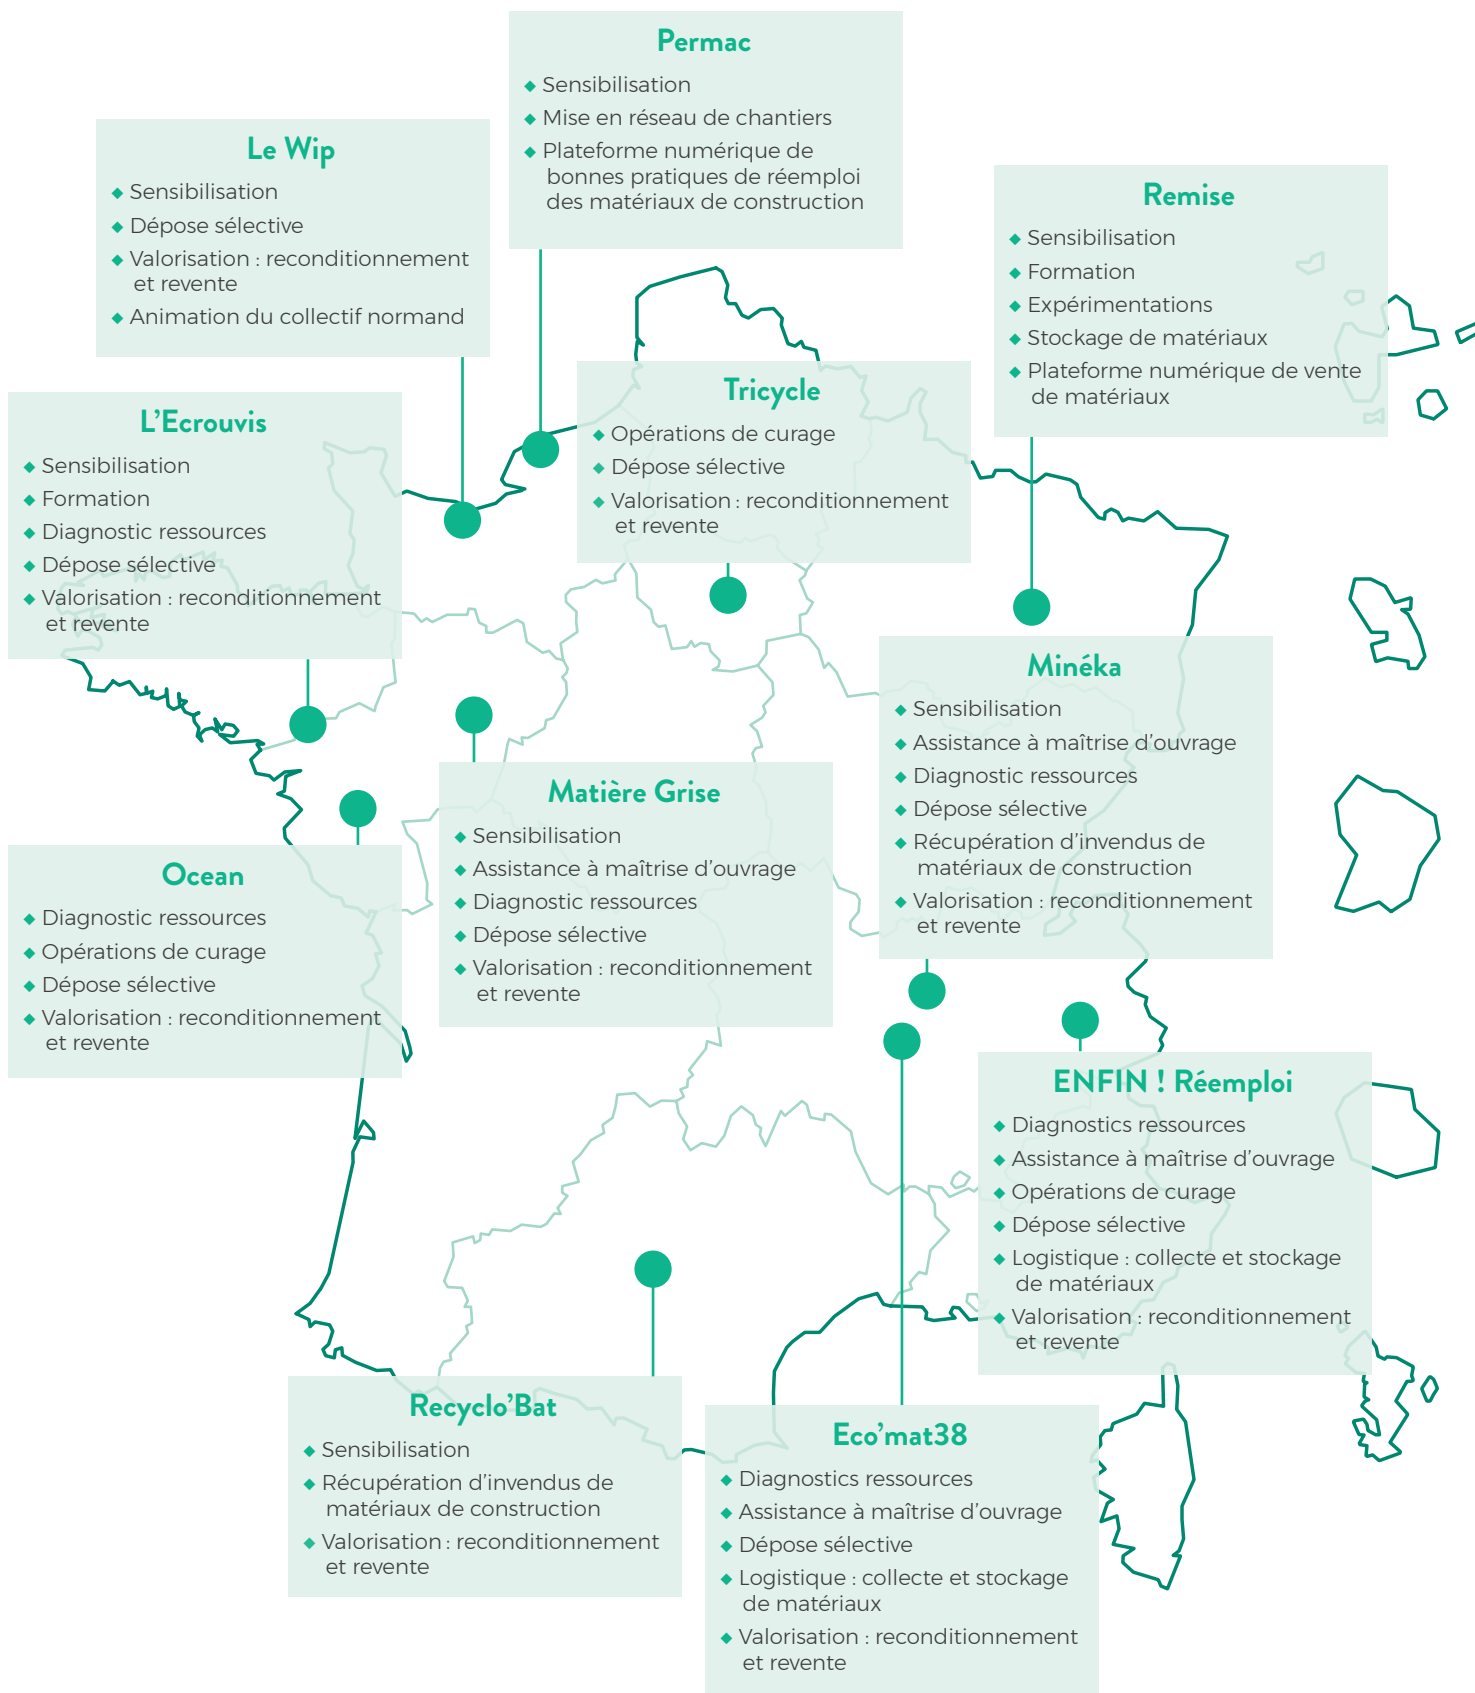 Permac
◆ Sensibilisation
◆ Mise en réseau de chantiers
◆ Plateforme numérique de
bonnes pratiques de réemploi
des matériaux de construction
Le Wip
◆ Sensibilisation
◆ Dépose sélective
◆ Valorisation : reconditionnement
et revente
◆ Animation du collectif normand
Remise
◆ Sensibilisation
◆ Formation
◆ Expérimentations
◆ Stockage de matériaux
◆ Plateforme numérique de vente
de matériaux
Tricycle
◆ Opérations de curage
◆ Dépose sélective
◆ Valorisation : reconditionnement
et revente
L'Ecrouvis
◆ Sensibilisation
◆ Formation
◆ Diagnostic ressources
◆ Dépose sélective
◆ Valorisation : reconditionnement
et revente
Minéka
◆ Sensibilisation
◆ Assistance à maîtrise d'ouvrage
◆ Diagnostic ressources
◆ Dépose sélective
◆ Récupération d'invendus de
matériaux de construction
◆ Valorisation : reconditionnement
et revente
Matière Grise
◆ Sensibilisation
◆ Assistance à maîtrise d'ouvrage
◆ Diagnostic ressources
◆ Dépose sélective
◆ Valorisation : reconditionnement
et revente
Ocean
◆ Diagnostic ressources
◆ Opérations de curage
◆ Dépose sélective
◆ Valorisation : reconditionnement
et revente
ENFIN ! Réemploi
◆ Diagnostics ressources
◆ Assistance à maîtrise d'ouvrage
◆ Opérations de curage
◆ Dépose sélective
◆ Logistique : collecte et stockage
de matériaux
◆ Valorisation : reconditionnement
et revente
Recyclo'Bat
◆ Sensibilisation
◆ Récupération d'invendus de
matériaux de construction
◆ Valorisation : reconditionnement
et revente
Eco'mat38
◆ Diagnostics ressources
◆ Assistance à maîtrise d'ouvrage
◆ Dépose sélective
◆ Logistique : collecte et stockage
de matériaux
◆ Valorisation : reconditionnement
et revente